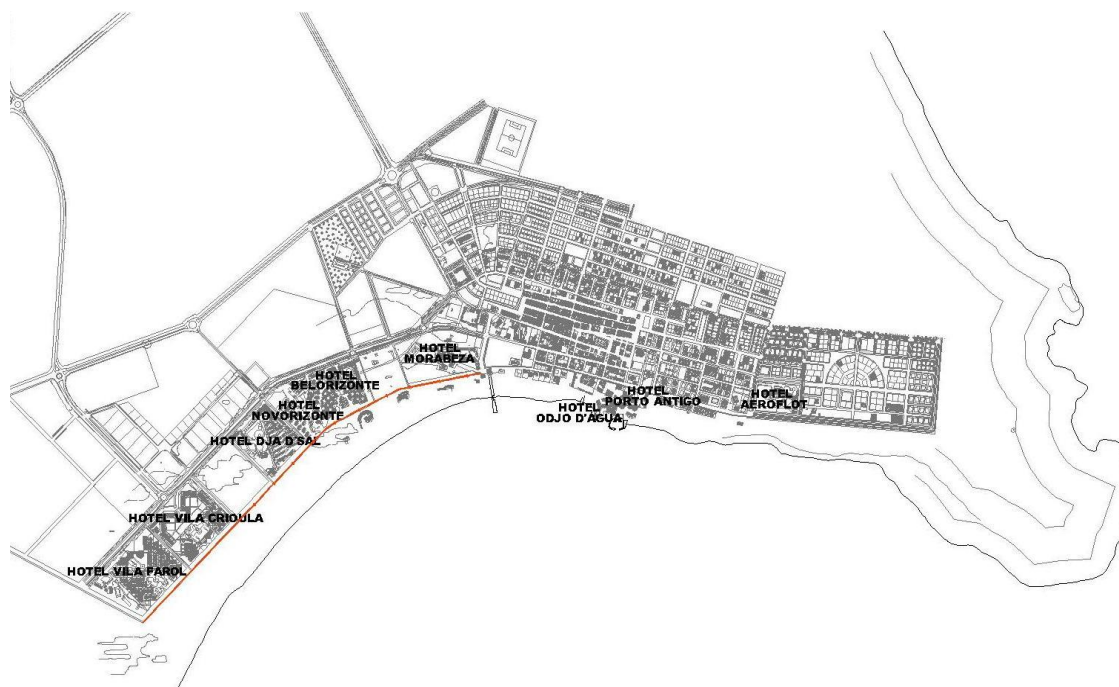 HOTEL
MORABEZA
HOTEL
BELORIZONTE
HOTEL
NOVORIZONTE
HOTEL DJA D'SAL
HOTEL VILA CRIOULA
HOTEL VILA FAROL
HOTEL
ODJO D'AGUA
HOTEL
PORTO ANTIGO
HOTEL
AEROFLOT